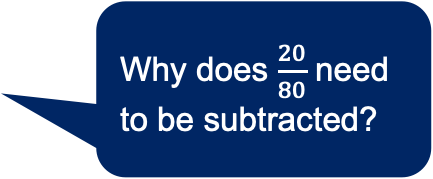 Why does 20/80 need
to be subtracted?